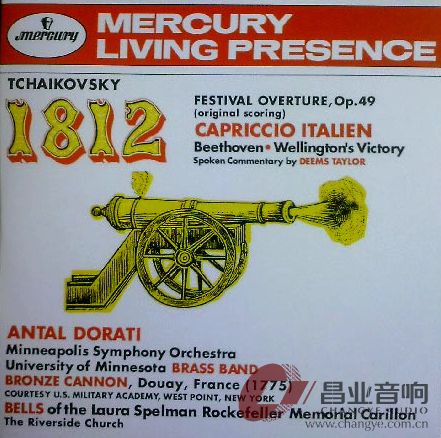 mercury
MERCURY
LIVING PRESENCE
TCHAIKOVSKY
1812
FESTIVAL OVERTURE, Op.49
(original scoring)
CAPRICCIO ITALIEN
Beethoven • Wellington's Victory
Spoken Commentary by DEEMS TAYLOR
ANTAL DORATI
Minneapolis Symphony Orchestra
University of Minnesota BRASS BAND
BRONZE CANNON, Douay, France (1775)
COURTESY U.S. MILITARY ACADEMY, WEST POINT, NEW YORK
BELLS of the Laura Spelman Rockefeller Memorial Carillon
The Riverside Church
昌业音响
CHANGYE AUDIO
www.changye.com.cn